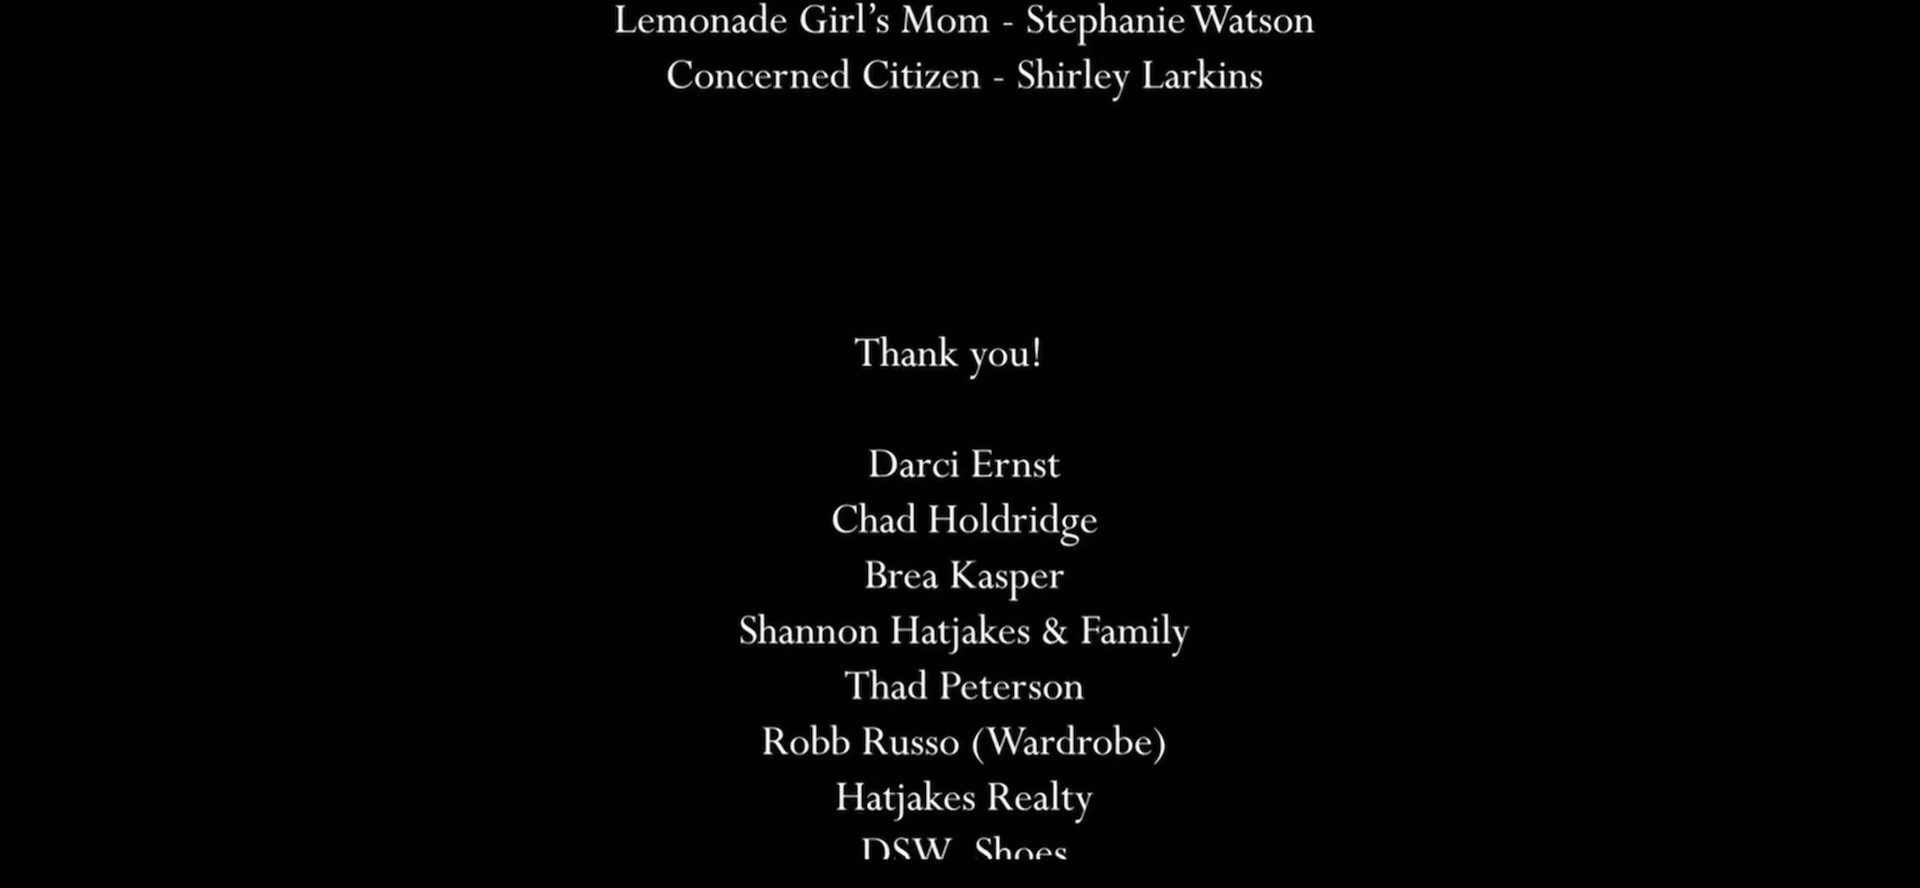 Lemonade Girl’s Mom - Stephanie Watson
Concerned Citizen - Shirley Larkins
Thank you!
Darci Ernst
Chad Holdridge
Brea Kasper
Shannon Hatjakes & Family
Thad Peterson
Robb Russo (Wardrobe)
Hatjakes Realty
DSW Shoes